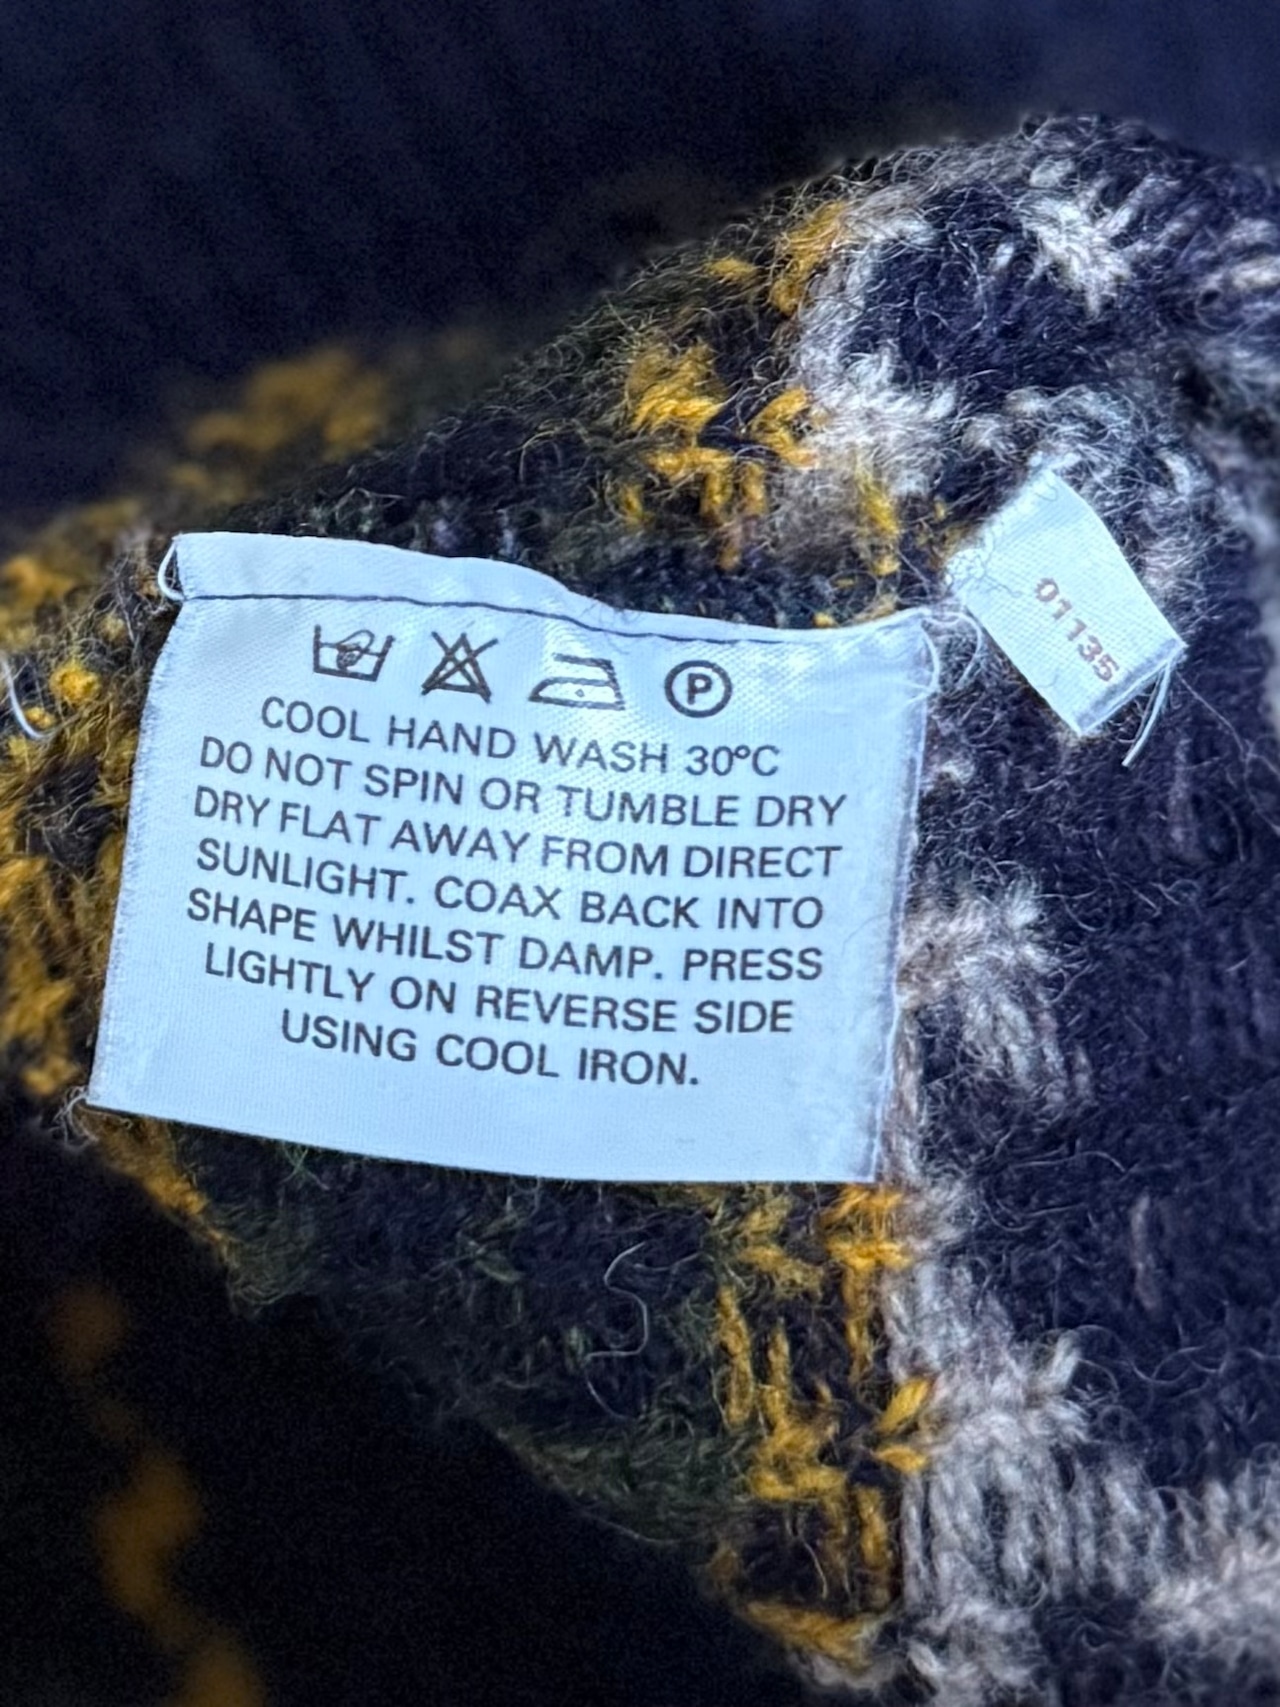 P
COOL HAND WASH 30ºC
DO NOT SPIN OR TUMBLE DRY
DRY FLAT AWAY FROM DIRECT
SUNLIGHT. COAX BACK INTO
SHAPE WHILST DAMP. PRESS
LIGHTLY ON REVERSE SIDE
USING COOL IRON.
01135